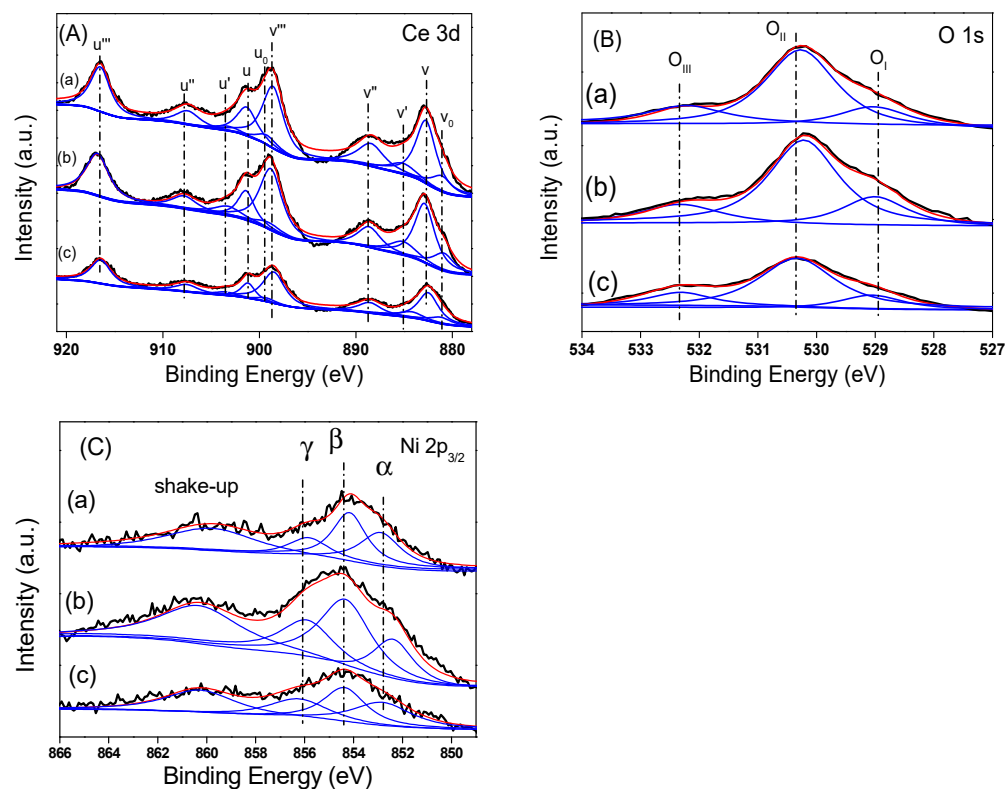 (A)
Ce 3d
u'''
u''
u'
u
u0
v'''
v''
v'
v
v0
(a)
(b)
(c)
Intensity (a.u.)
920 910 900 890 880
Binding Energy (eV)
(B)
O 1s
OIII
OII
OI
(a)
(b)
(c)
Intensity (a.u.)
534 533 532 531 530 529 528 527
Binding Energy (eV)
(C)
Ni 2p3/2
shake-up
γ
β
α
(a)
(b)
(c)
Intensity (a.u.)
866 864 862 860 858 856 854 852 850
Binding Energy (eV)